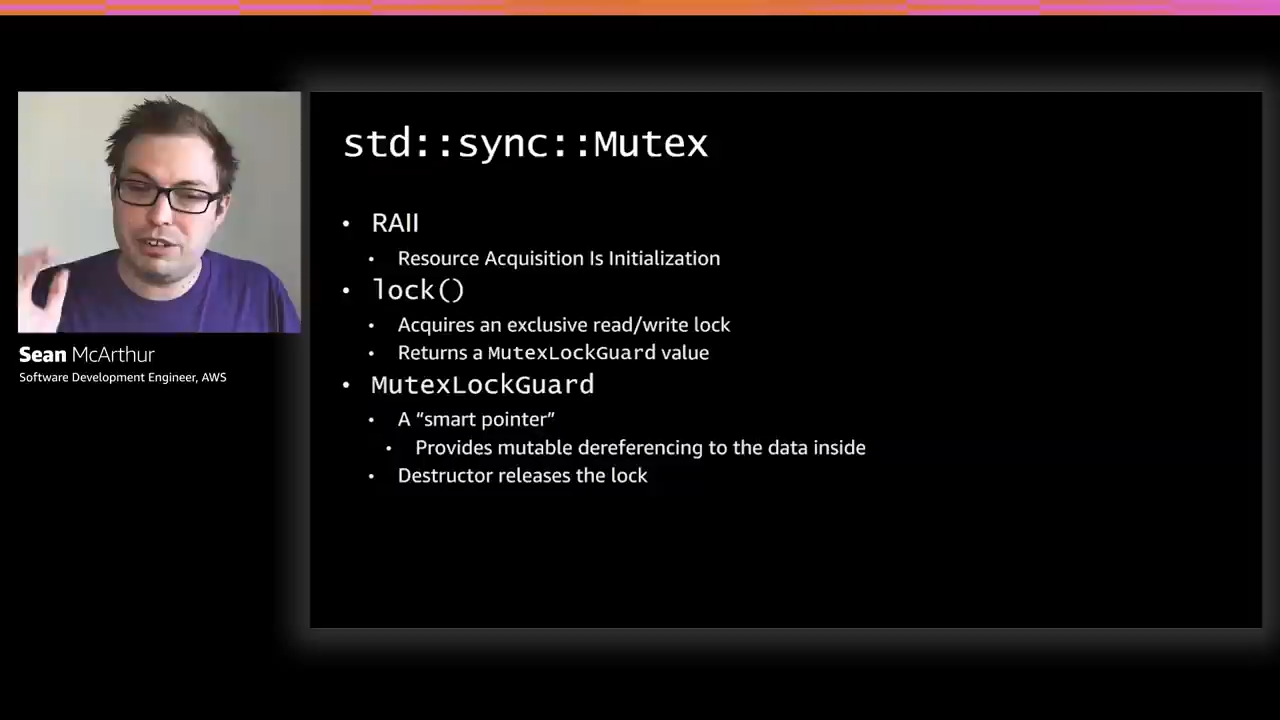 std::sync::Mutex
• RAII
• Resource Acquisition Is Initialization
• lock()
• Acquires an exclusive read/write lock
• Returns a MutexLockGuard value
• MutexLockGuard
• A “smart pointer”
• Provides mutable dereferencing to the data inside
• Destructor releases the lock
Sean McArthur
Software Development Engineer, AWS